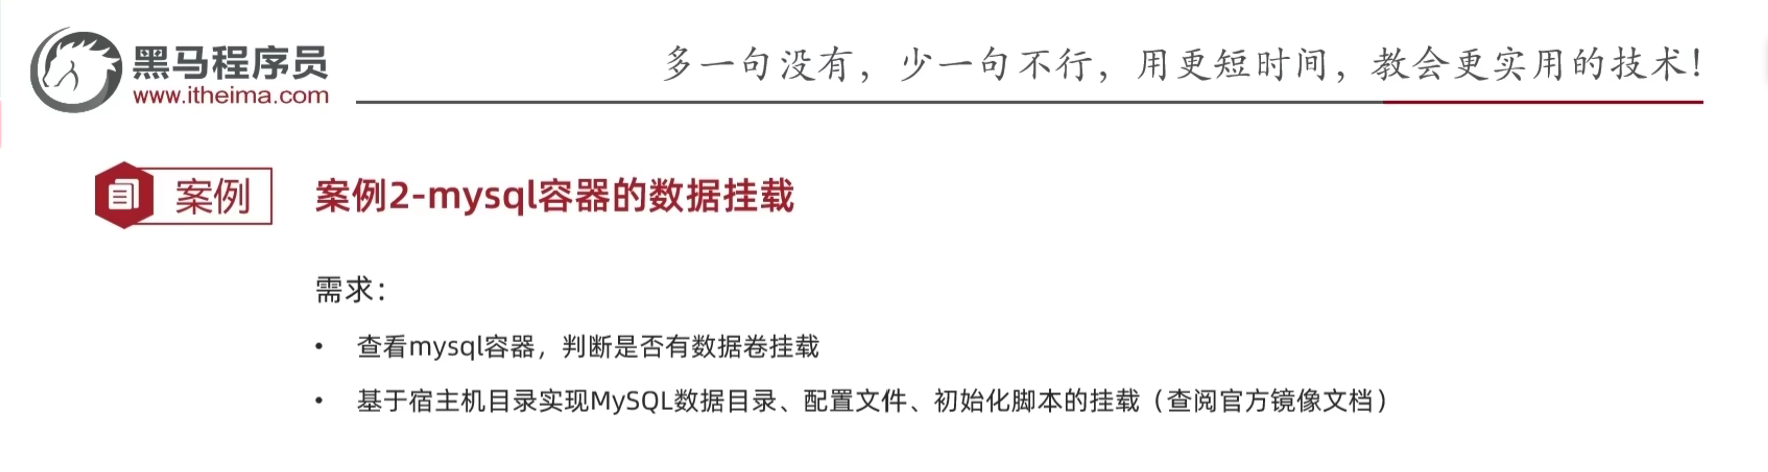 黑马程序员
www.itheima.com
多一句没有，少一句不行，用更短时间，教会更实用的技术！
案例
案例2-mysql容器的数据挂载
需求：
• 查看mysql容器，判断是否有数据卷挂载
• 基于宿主机目录实现MySQL数据目录、配置文件、初始化脚本的挂载（查阅官方镜像文档）